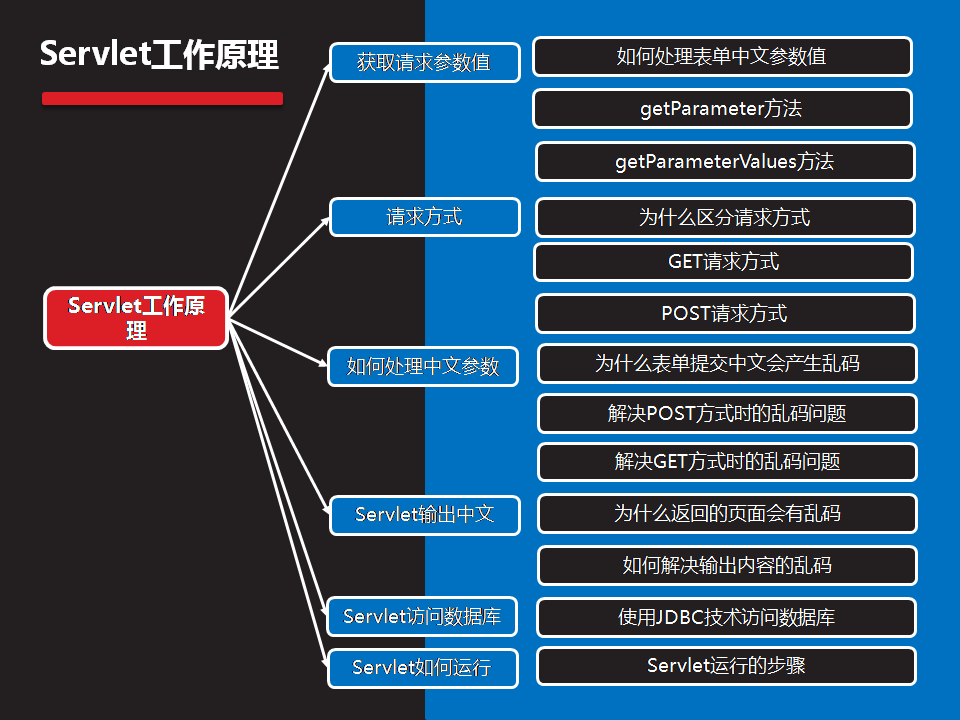 Servlet工作原理
Servlet工作原
理
获取请求参数值
如何处理表单中文参数值
getParameter方法
getParameterValues方法
请求方式
为什么区分请求方式
GET请求方式
POST请求方式
如何处理中文参数
为什么表单提交中文会产生乱码
解决POST方式时的乱码问题
解决GET方式时的乱码问题
Servlet输出中文
为什么返回的页面会有乱码
如何解决输出内容的乱码
Servlet访问数据库
使用JDBC技术访问数据库
Servlet如何运行
Servlet运行的步骤